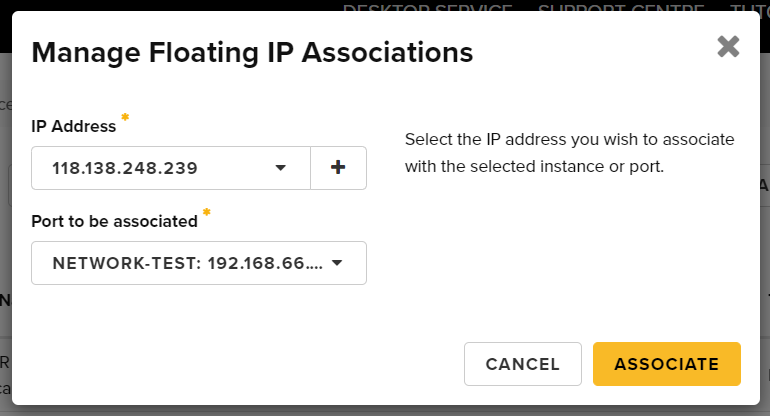 DESKTOP SERVICE SUPPORT CENTRE
Manage Floating IP Associations
IP Address *
118.138.248.239
Select the IP address you wish to associate
with the selected instance or port.
Port to be associated *
NETWORK-TEST: 192.168.66....
CANCEL
ASSOCIATE